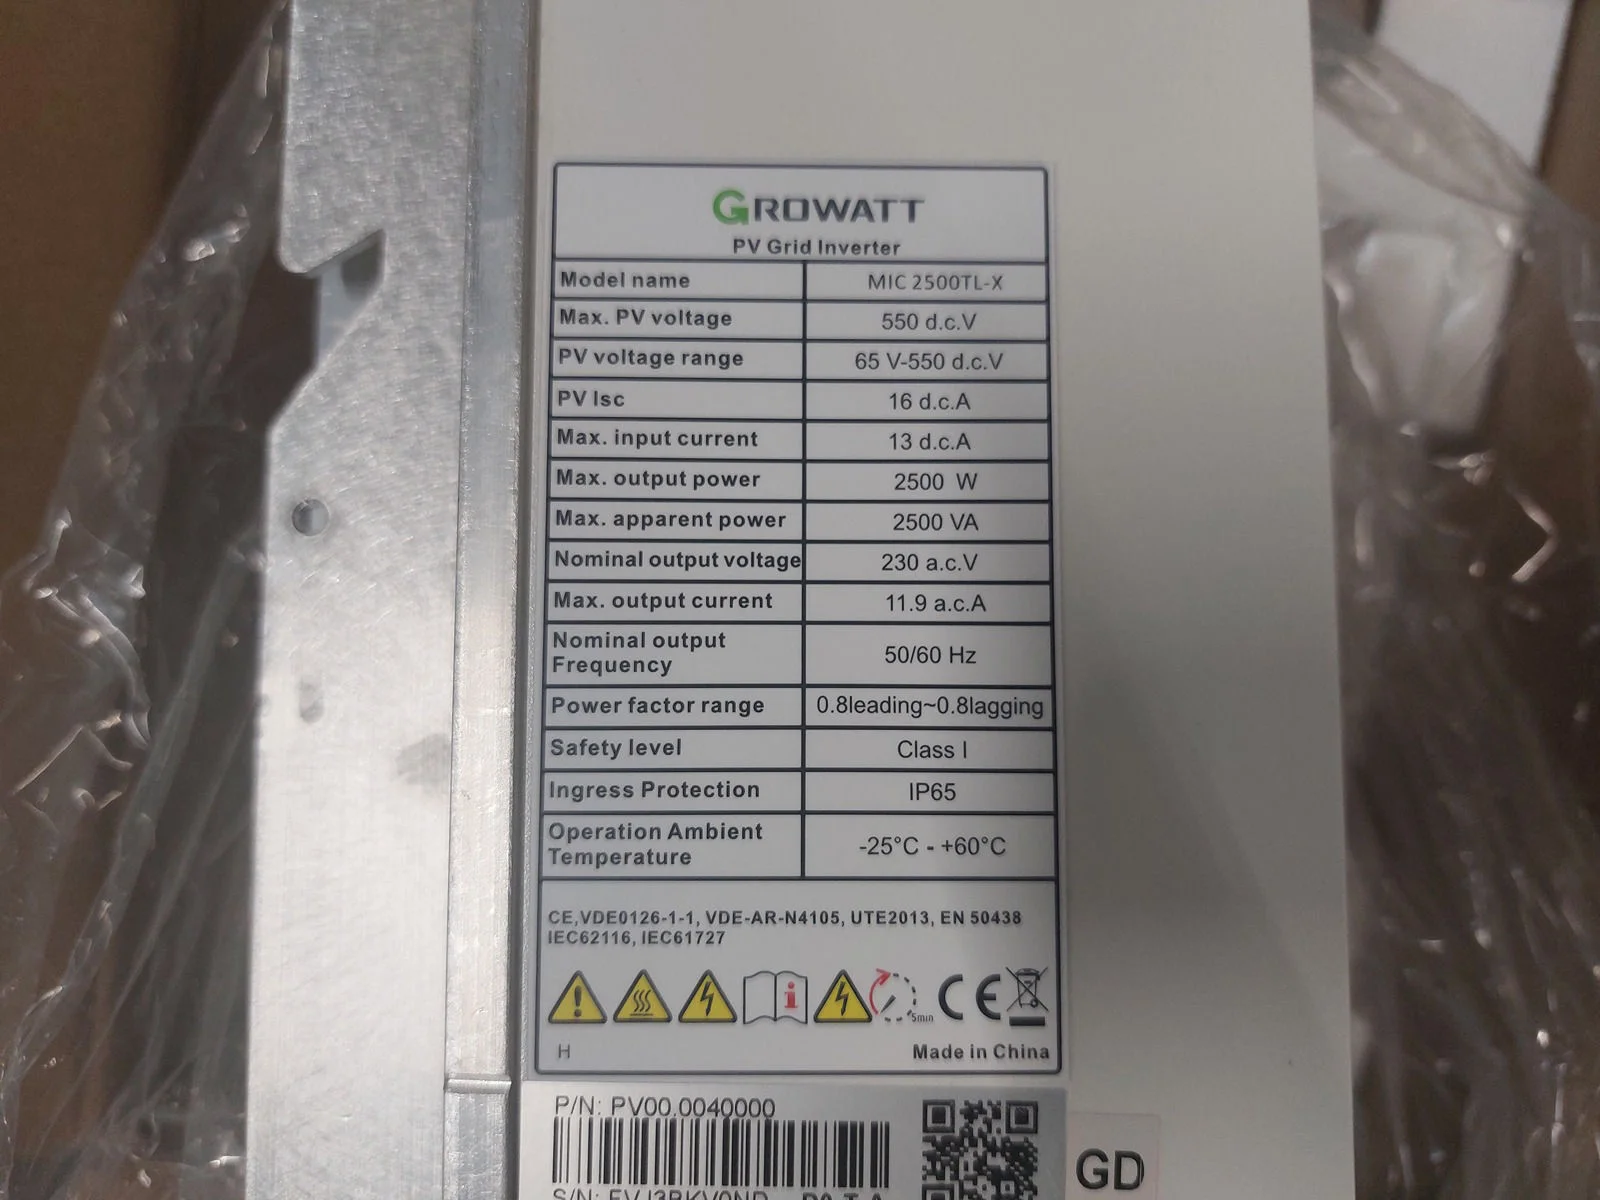 GROWATT
PV Grid Inverter
Model name MIC 2500TL-X
Max. PV voltage 550 d.c.V
PV voltage range 65 V-550 d.c.V
PV Isc 16 d.c.A
Max. input current 13 d.c.A
Max. output power 2500 W
Max. apparent power 2500 VA
Nominal output voltage 230 a.c.V
Max. output current 11.9 a.c.A
Nominal output
Frequency 50/60 Hz
Power factor range 0.8leading~0.8lagging
Safety level Class I
Ingress Protection IP65
Operation Ambient
Temperature -25°C - +60°C
CE,VDE0126-1-1, VDE-AR-N4105, UTE2013, EN 50438
IEC62116, IEC61727
i 5min CE
H Made in China
P/N: PV00.0040000
GD
S/N: